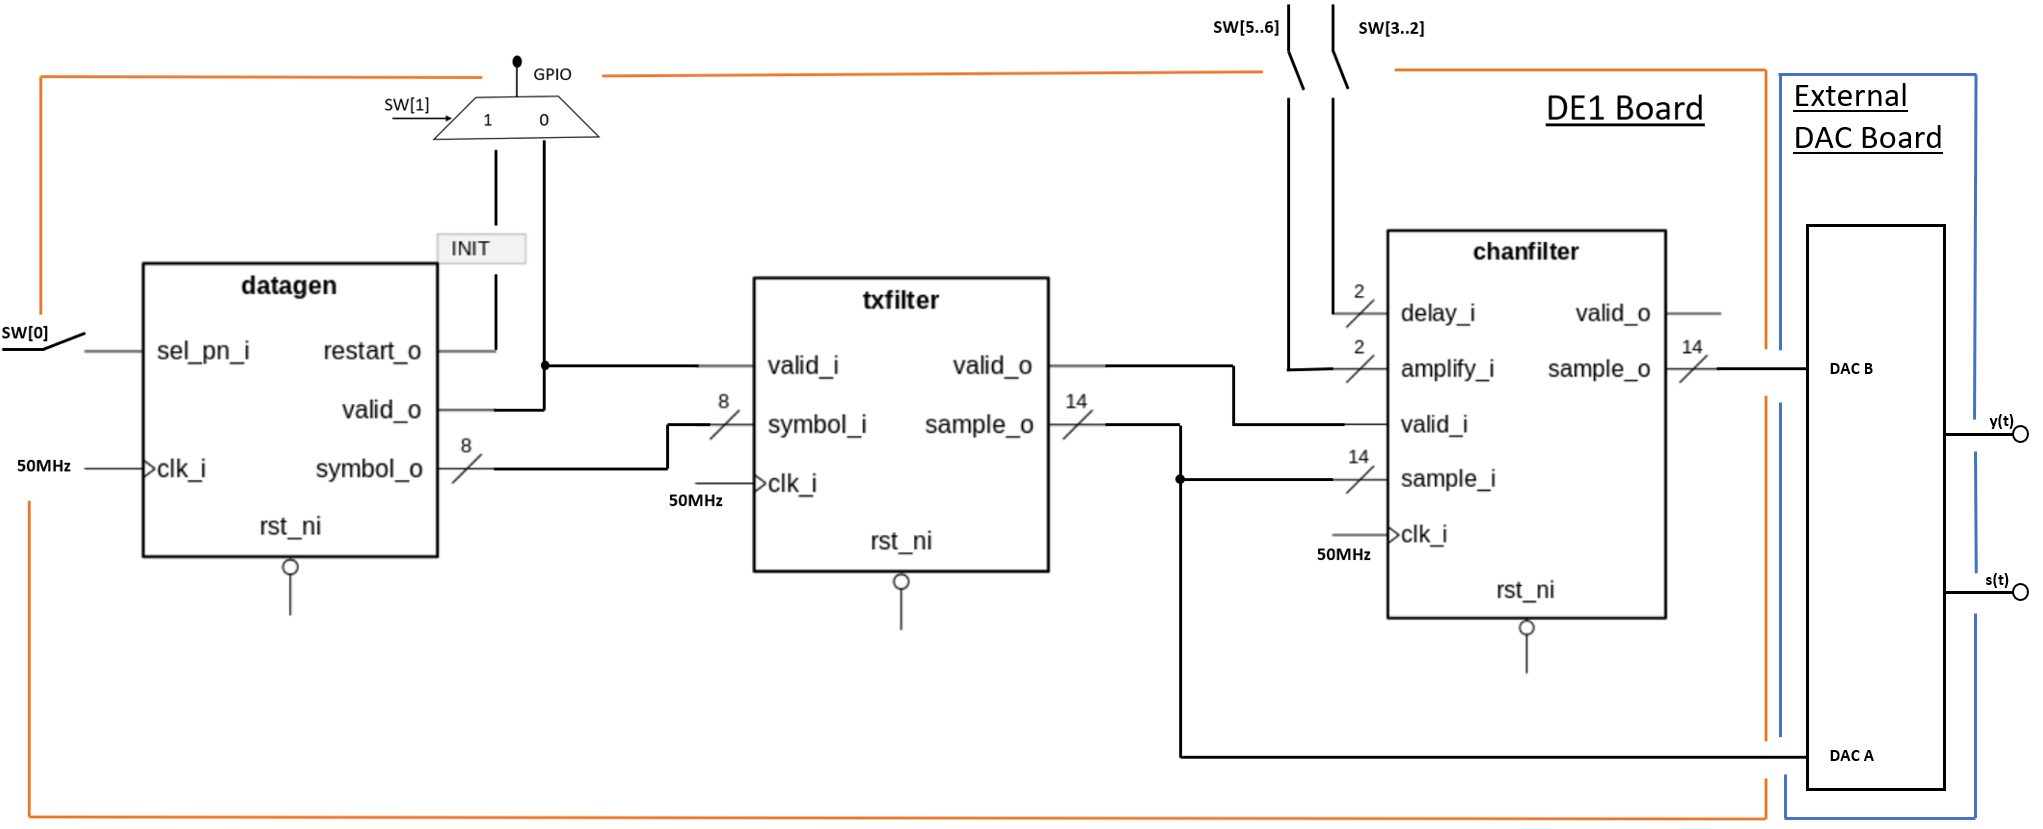 SW[5..6]
SW[3..2]
GPIO
SW[1]
1 0
DE1 Board
External
DAC Board
INIT
datagen
SW[0]
sel_pn_i
restart_o
valid_o
8
50MHz
clk_i
symbol_o
rst_ni
txfilter
valid_i
valid_o
8
symbol_i
14
sample_o
50MHz
clk_i
rst_ni
chanfilter
2
delay_i
valid_o
2
amplify_i
14
sample_o
valid_i
14
sample_i
50MHz
clk_i
rst_ni
DAC B
y(t)
s(t)
DAC A